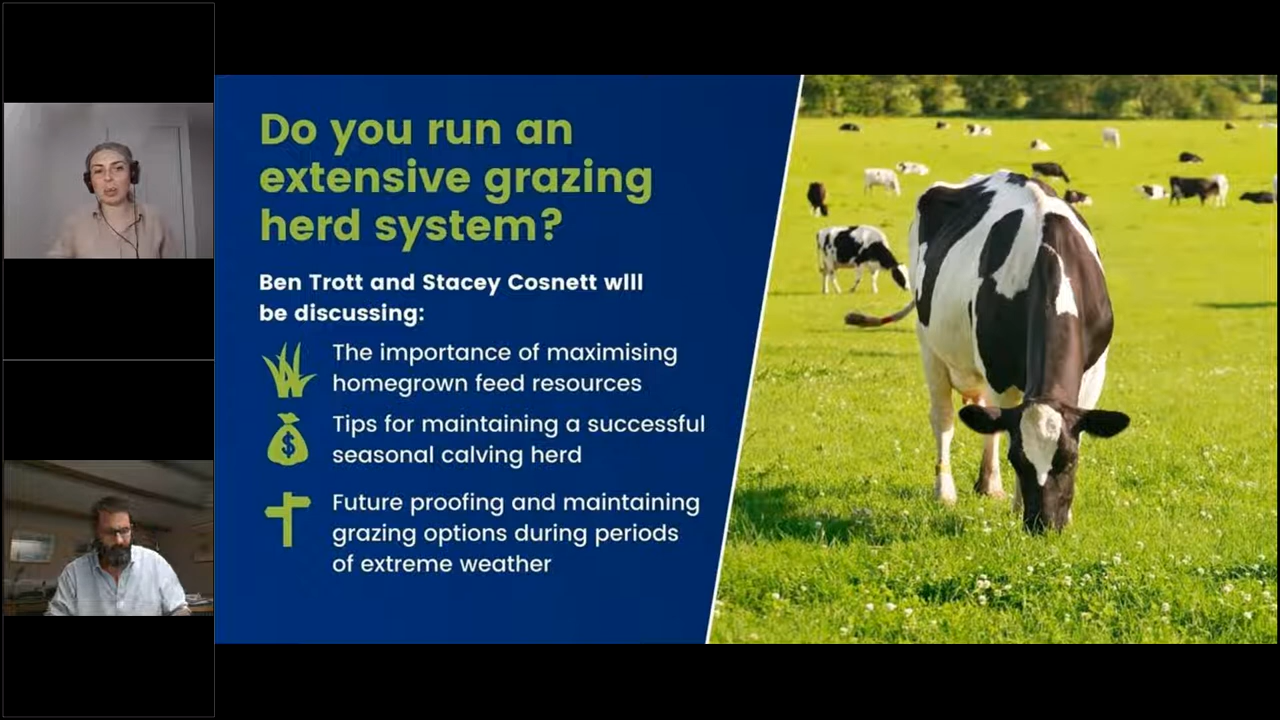 Do you run an
extensive grazing
herd system?
Ben Trott and Stacey Cosnett wlll
be discussing:
The importance of maximising
homegrown feed resources
$
Tips for maintaining a successful
seasonal calving herd
Future proofing and maintaining
grazing options during periods
of extreme weather